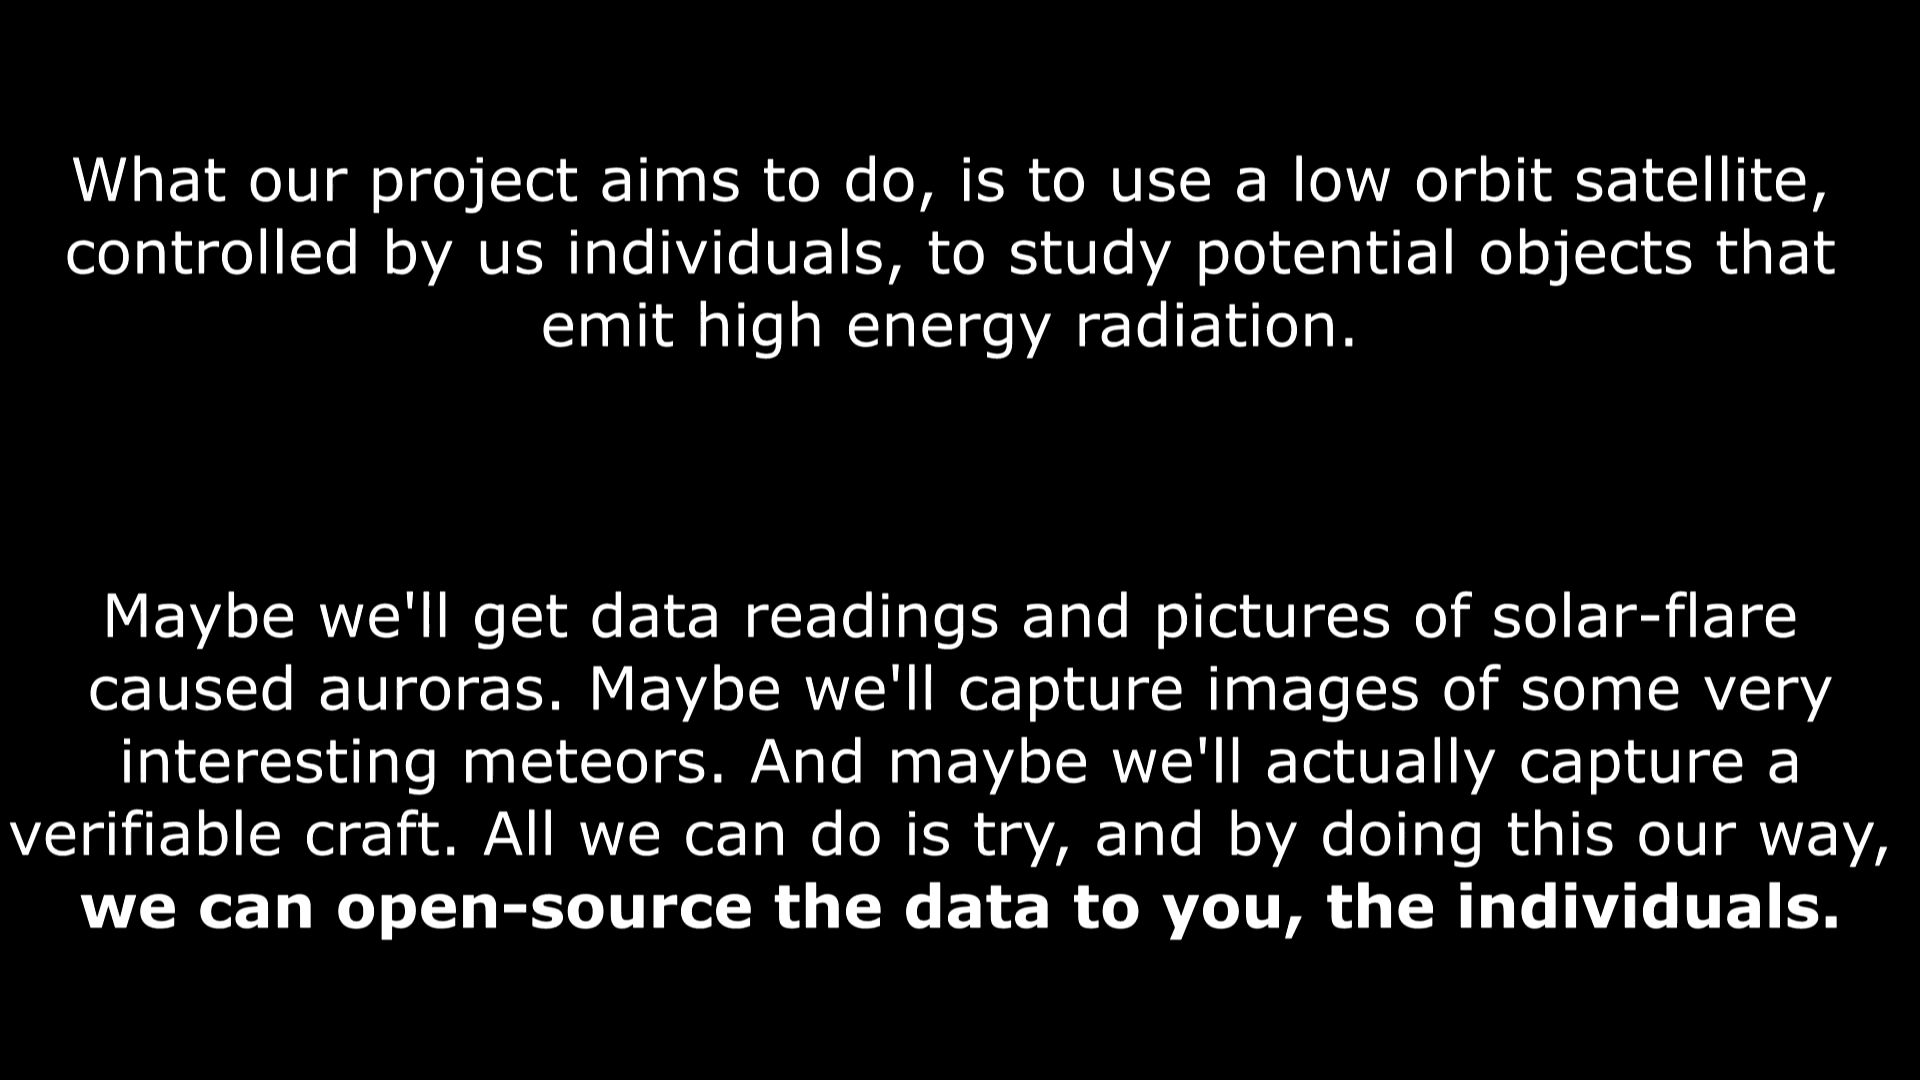 What our project aims to do, is to use a low orbit satellite,
controlled by us individuals, to study potential objects that
emit high energy radiation.
Maybe we'll get data readings and pictures of solar-flare
caused auroras. Maybe we'll capture images of some very
interesting meteors. And maybe we'll actually capture a
verifiable craft. All we can do is try, and by doing this our way,
we can open-source the data to you, the individuals.